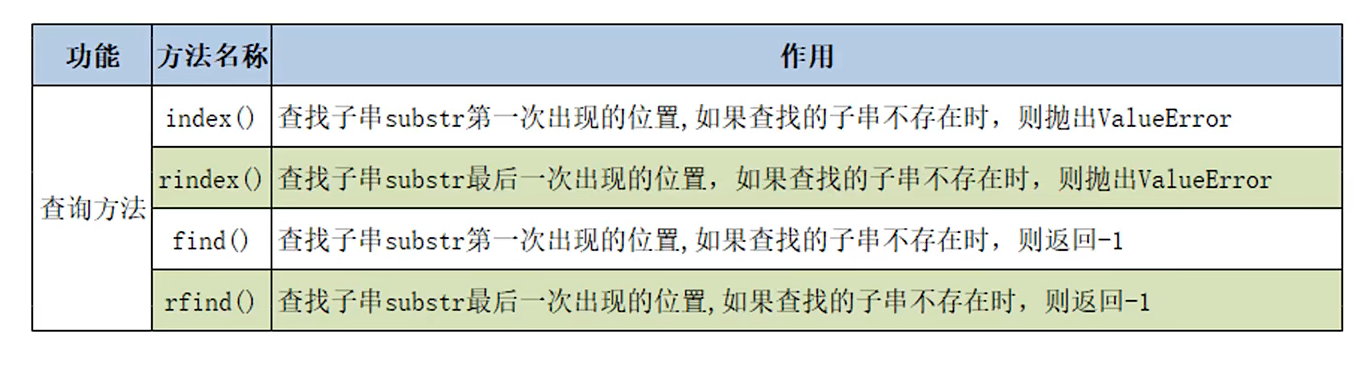 功能 方法名称 作用
index() 查找子串substr第一次出现的位置,如果查找的子串不存在时，则抛出ValueError
rindex() 查找子串substr最后一次出现的位置，如果查找的子串不存在时，则抛出ValueError
查询方法
find() 查找子串substr第一次出现的位置,如果查找的子串不存在时，则返回-1
rfind() 查找子串substr最后一次出现的位置,如果查找的子串不存在时，则返回-1